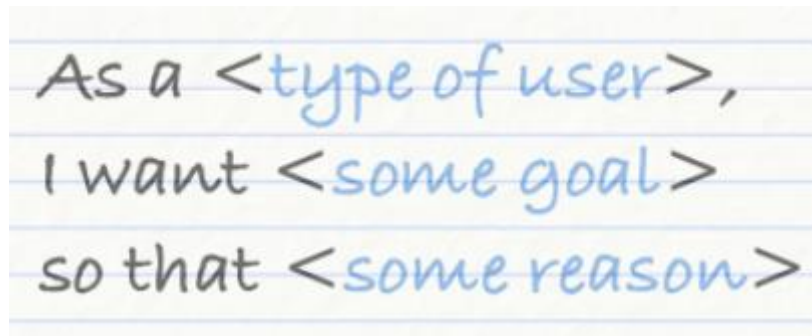 As a <type of user>,
I want <some goal>
so that <some reason>